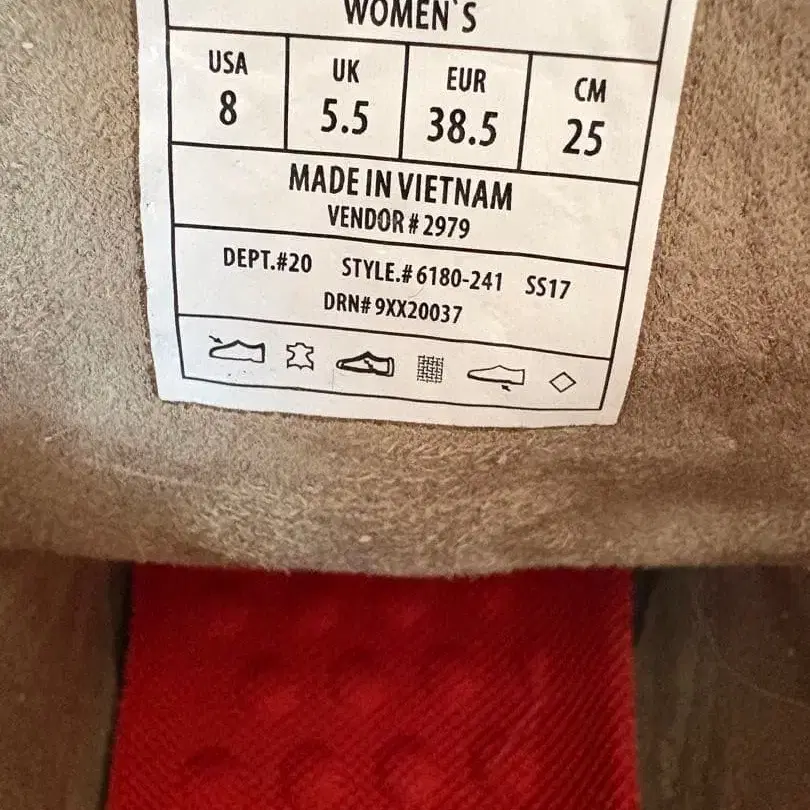 WOMEN`S
USA UK EUR CM
8 5.5 38.5 25
MADE IN VIETNAM
VENDOR # 2979
DEPT.#20 STYLE.# 6180-241 SS17
DRN# 9XX20037